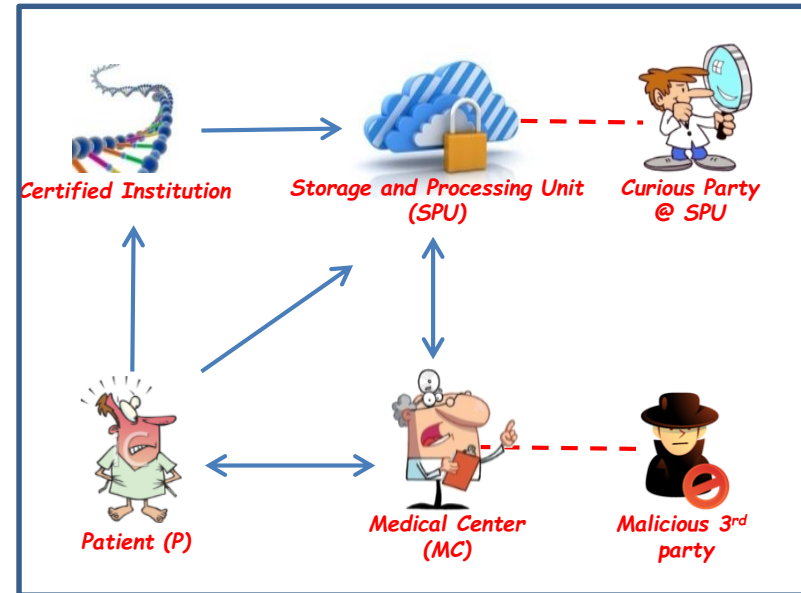 Certified Institution
Storage and Processing Unit
(SPU)
Curious Party
@ SPU
Patient (P)
Medical Center
(MC)
Malicious 3rd
party